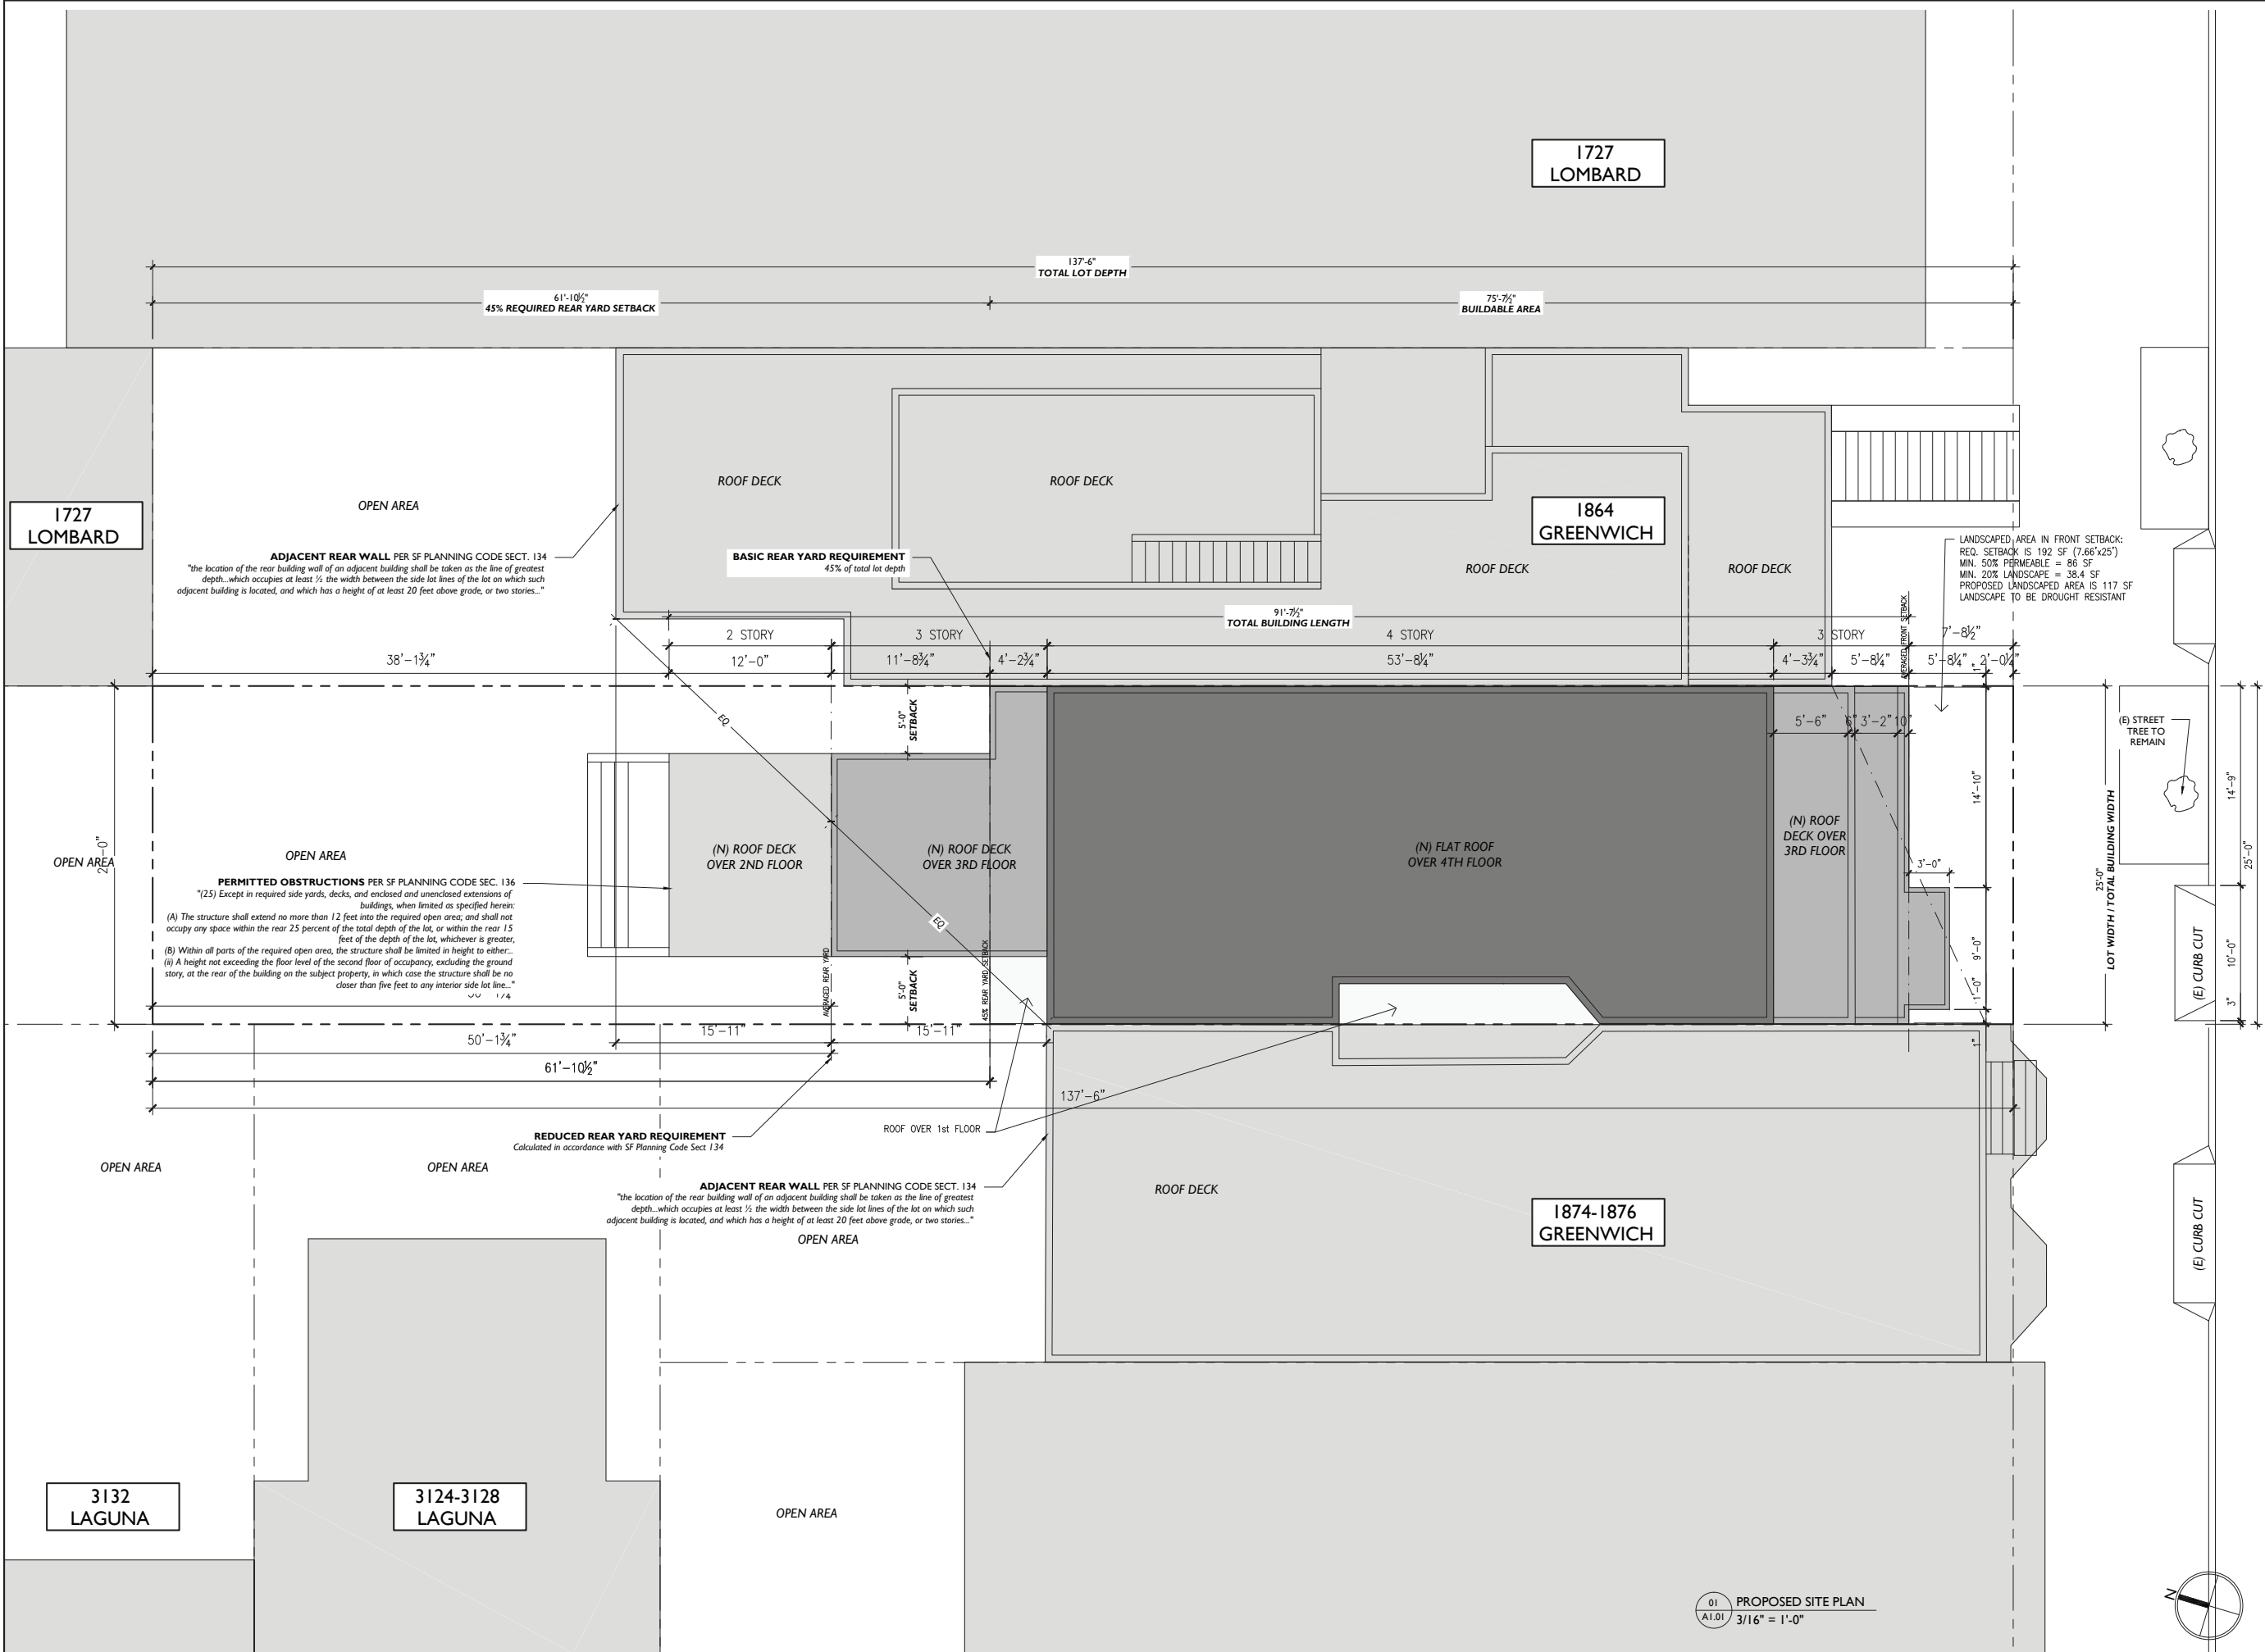 1727
LOMBARD
137'-6"
TOTAL LOT DEPTH
61'-10½"
45% REQUIRED REAR YARD SETBACK
75'-7½"
BUILDABLE AREA
1727
LOMBARD
OPEN AREA
ROOF DECK
ROOF DECK
1864
GREENWICH
ROOF DECK
ROOF DECK
ADJACENT REAR WALL PER SF PLANNING CODE SECT. 134
"the location of the rear building wall of an adjacent building shall be taken as the line of greatest
depth...which occupies at least ½ the width between the side lot lines of the lot on which such
adjacent building is located, and which has a height of at least 20 feet above grade, or two stories..."
BASIC REAR YARD REQUIREMENT
45% of total lot depth
LANDSCAPED AREA IN FRONT SETBACK:
REQ. SETBACK IS 192 SF (7.66'x25')
MIN. 50% PERMEABLE = 86 SF
MIN. 20% LANDSCAPE = 38.4 SF
PROPOSED LANDSCAPED AREA IS 117 SF
LANDSCAPE TO BE DROUGHT RESISTANT
91'-7½"
TOTAL BUILDING LENGTH
AVERAGED FRONT SETBACK
2 STORY
3 STORY
4 STORY
3 STORY
7'-8½"
38'-1¾"
12'-0"
11'-8¾"
4'-2¾"
53'-8¼"
4'-3¾"
5'-8¼"
5'-8¼"
2'-0¼"
1"
EQ
5'-0"
SETBACK
5'-6"
6"
3'-2"
10"
(E) STREET
TREE TO
REMAIN
14'-10"
14'-9"
OPEN AREA
OPEN AREA
(N) ROOF DECK
OVER 2ND FLOOR
(N) ROOF DECK
OVER 3RD FLOOR
(N) FLAT ROOF
OVER 4TH FLOOR
(N) ROOF
DECK OVER
3RD FLOOR
3'-0"
25'-0"
LOT WIDTH / TOTAL BUILDING WIDTH
25'-0"
EQ
PERMITTED OBSTRUCTIONS PER SF PLANNING CODE SEC. 136
"(25) Except in required side yards, decks, and enclosed and unenclosed extensions of
buildings, when limited as specified herein:
(A) The structure shall extend no more than 12 feet into the required open area; and shall not
occupy any space within the rear 25 percent of the total depth of the lot, or within the rear 15
feet of the depth of the lot, whichever is greater,
(B) Within all parts of the required open area, the structure shall be limited in height to either:..
(ii) A height not exceeding the floor level of the second floor of occupancy, excluding the ground
story, at the rear of the building on the subject property, in which case the structure shall be no
closer than five feet to any interior side lot line..."
AVERAGED REAR YARD
5'-0"
SETBACK
45% REAR YARD SETBACK
9'-0"
1'-0"
(E) CURB CUT
10'-0"
3"
50'-1¾"
15'-11"
15'-11"
1"
61'-10½"
137'-6"
REDUCED REAR YARD REQUIREMENT
Calculated in accordance with SF Planning Code Sect 134
ROOF OVER 1st FLOOR
OPEN AREA
OPEN AREA
ADJACENT REAR WALL PER SF PLANNING CODE SECT. 134
"the location of the rear building wall of an adjacent building shall be taken as the line of greatest
depth...which occupies at least ½ the width between the side lot lines of the lot on which such
adjacent building is located, and which has a height of at least 20 feet above grade, or two stories..."
OPEN AREA
ROOF DECK
1874-1876
GREENWICH
(E) CURB CUT
3132
LAGUNA
3124-3128
LAGUNA
OPEN AREA
01
A1.01
PROPOSED SITE PLAN
3/16" = 1'-0"
N